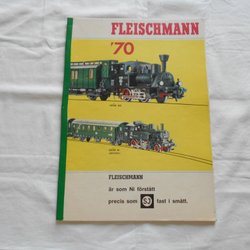 FLEISCHMANN
'70
FLEISCHMANN
är som Ni förstått
precis som SJ fast i smått.